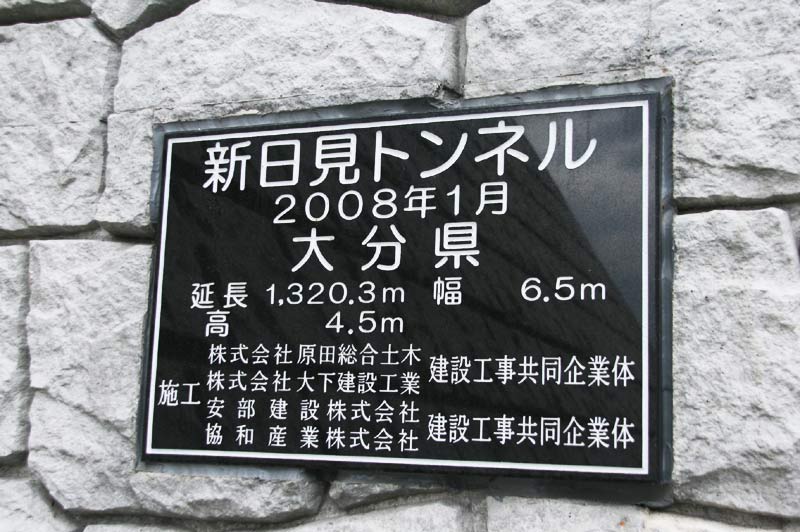 新日見トンネル
2008年1月
大分県
延長 1,320.3m 幅 6.5m
高 4.5m
施工 株式会社原田総合土木 株式会社大下建設工業 建設工事共同企業体
安部建設株式会社 協和産業株式会社 建設工事共同企業体